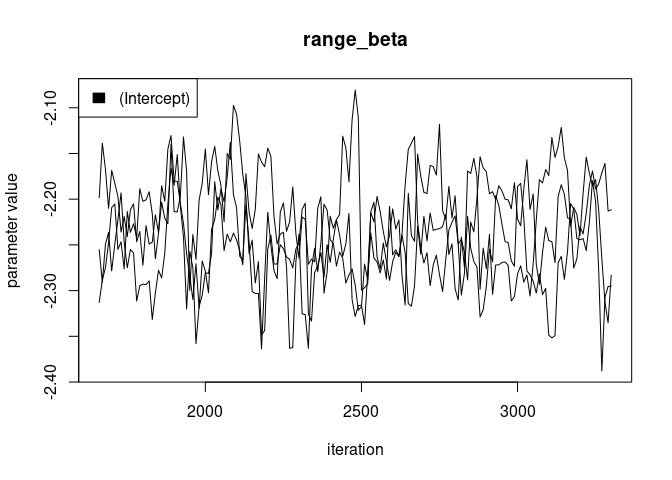 range_beta
(Intercept)
-2.10
-2.20
-2.30
-2.40
parameter value
2000
2500
3000
iteration